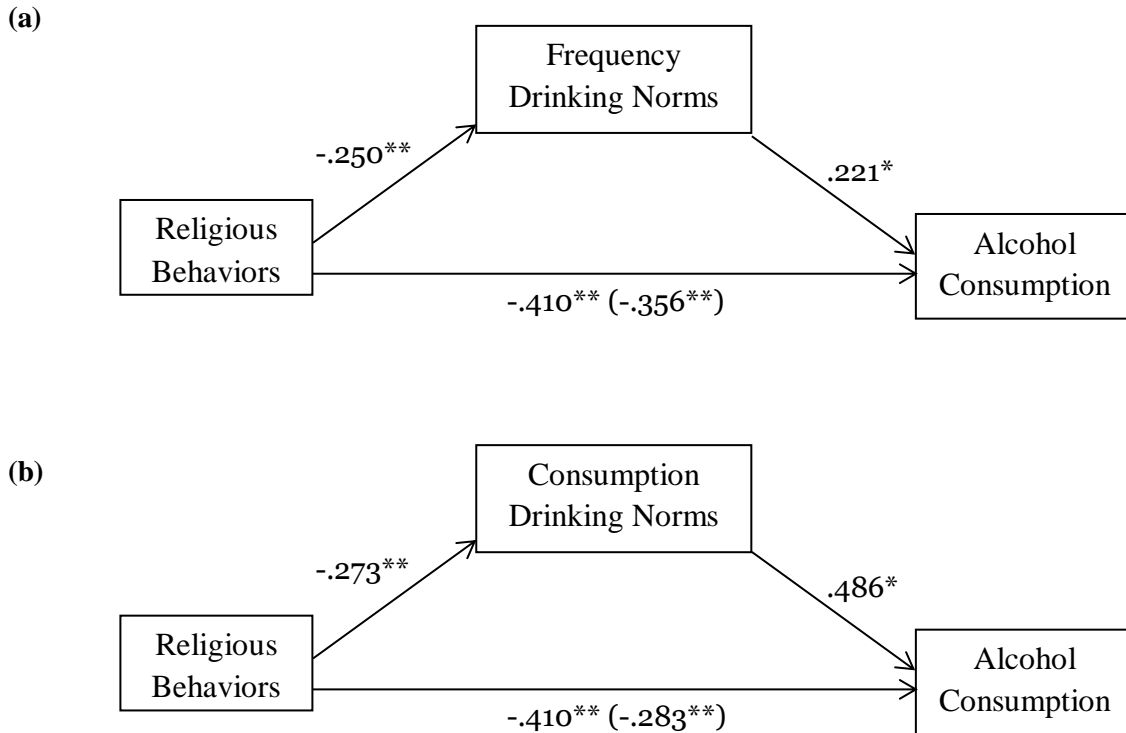 (a)
Frequency
Drinking Norms
-.250**
.221*
Religious
Behaviors
Alcohol
Consumption
-.410** (-.356**)
(b)
Consumption
Drinking Norms
-.273**
.486*
Religious
Behaviors
Alcohol
Consumption
-.410** (-.283**)